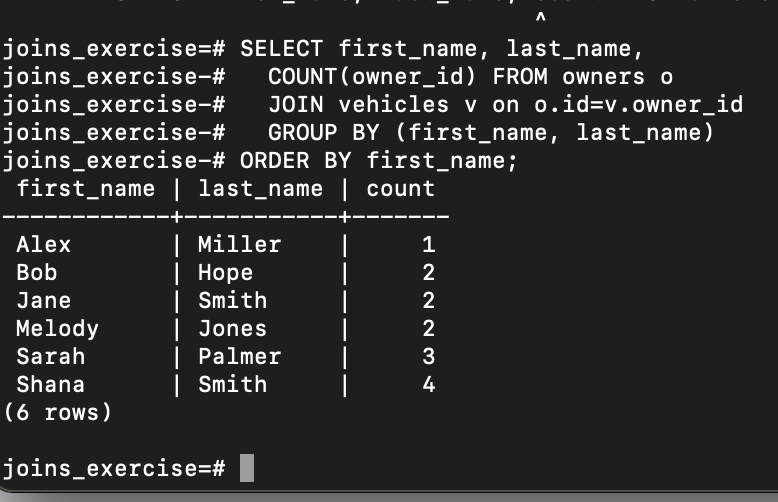 ^
joins_exercise=# SELECT first_name, last_name,
joins_exercise-#   COUNT(owner_id) FROM owners o
joins_exercise-#   JOIN vehicles v on o.id=v.owner_id
joins_exercise-#   GROUP BY (first_name, last_name)
joins_exercise-# ORDER BY first_name;
 first_name | last_name | count
------------+-----------+-------
 Alex       | Miller    |     1
 Bob        | Hope      |     2
 Jane       | Smith     |     2
 Melody     | Jones     |     2
 Sarah      | Palmer    |     3
 Shana      | Smith     |     4
(6 rows)
joins_exercise=#